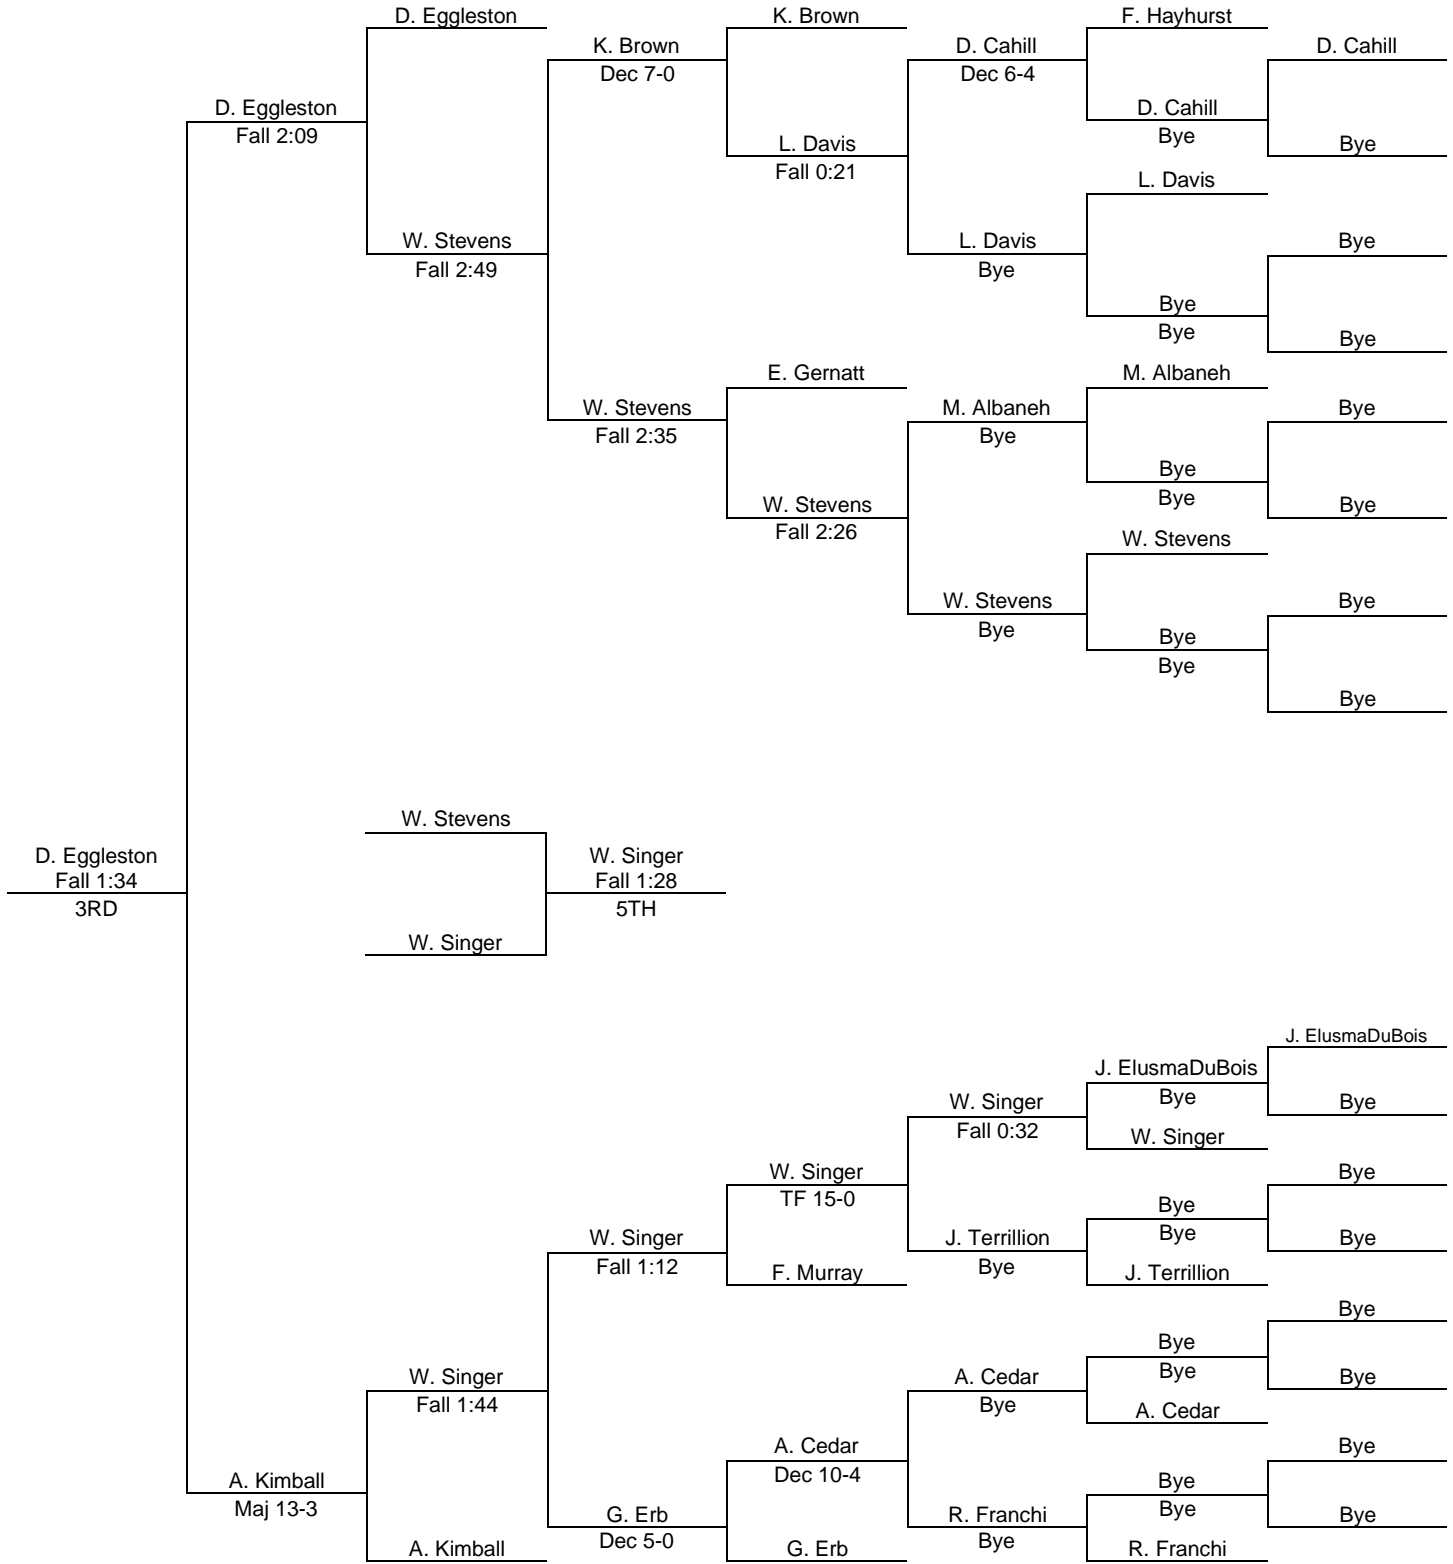 D. Eggleston
K. Brown
F. Hayhurst
K. Brown
D. Cahill
D. Cahill
Dec 7-0
Dec 6-4
D. Eggleston
D. Cahill
Fall 2:09
Bye
L. Davis
Bye
Fall 0:21
L. Davis
W. Stevens
L. Davis
Bye
Fall 2:49
Bye
Bye
Bye
Bye
E. Gernatt
M. Albaneh
W. Stevens
M. Albaneh
Bye
Fall 2:35
Bye
Bye
Bye
W. Stevens
Bye
Fall 2:26
W. Stevens
W. Stevens
Bye
Bye
Bye
Bye
Bye
W. Stevens
D. Eggleston
W. Singer
Fall 1:34
Fall 1:28
3RD
5TH
W. Singer
J. ElusmaDuBois
J. ElusmaDuBois
Bye
W. Singer
Bye
Fall 0:32
W. Singer
W. Singer
Bye
TF 15-0
Bye
Bye
W. Singer
J. Terrillion
Bye
Fall 1:12
Bye
F. Murray
J. Terrillion
Bye
Bye
W. Singer
A. Cedar
Bye
Bye
Fall 1:44
Bye
A. Cedar
A. Cedar
Bye
Dec 10-4
A. Kimball
Bye
Maj 13-3
Bye
G. Erb
R. Franchi
Bye
Dec 5-0
Bye
A. Kimball
G. Erb
R. Franchi